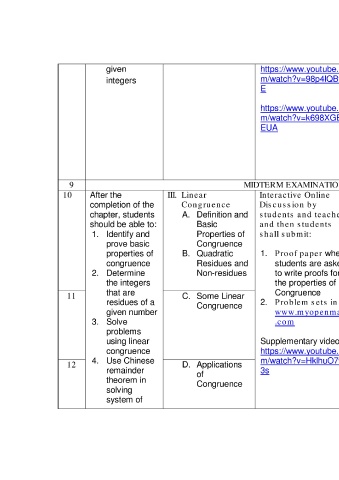 given
integers
https://www.youtube.
m/watch?v=98p4IQB
E
https://www.youtube.
m/watch?v=k698XGE
EUA
9
MIDTERM EXAMINATIO
10
After the
completion of the
chapter, students
should be able to:
1. Identify and
prove basic
properties of
congruence
2. Determine
the integers
that are
residues of a
given number
3. Solve
problems
using linear
congruence
4. Use Chinese
remainder
theorem in
solving
system of
III. Linear
Congruence
A. Definition and
Basic
Properties of
Congruence
B. Quadratic
Residues and
Non-residues
Interactive Online
Discussion by
students and teache
and then students
shall submit:
1. Proof paper whe
students are aske
to write proofs for
the properties of
Congruence
2. Problem sets in
www.myopenma
.com
Supplementary video
https://www.youtube.
m/watch?v=HklhuO7
3s
11
C. Some Linear
Congruence
12
D. Applications
of
Congruence